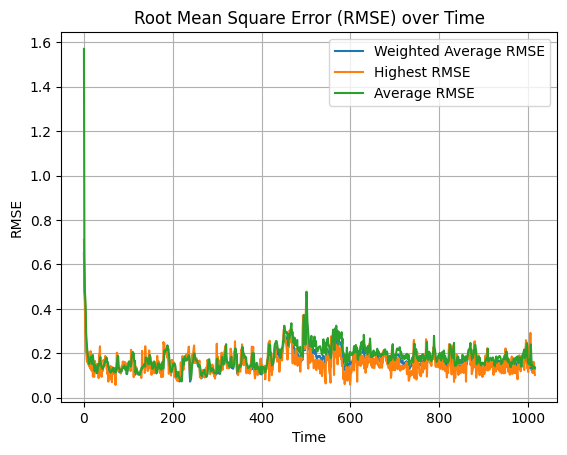 Root Mean Square Error (RMSE) over Time
Weighted Average RMSE
Highest RMSE
Average RMSE
RMSE
1.6
1.4
1.2
1.0
0.8
0.6
0.4
0.2
0.0
0 200 400 600 800 1000
Time